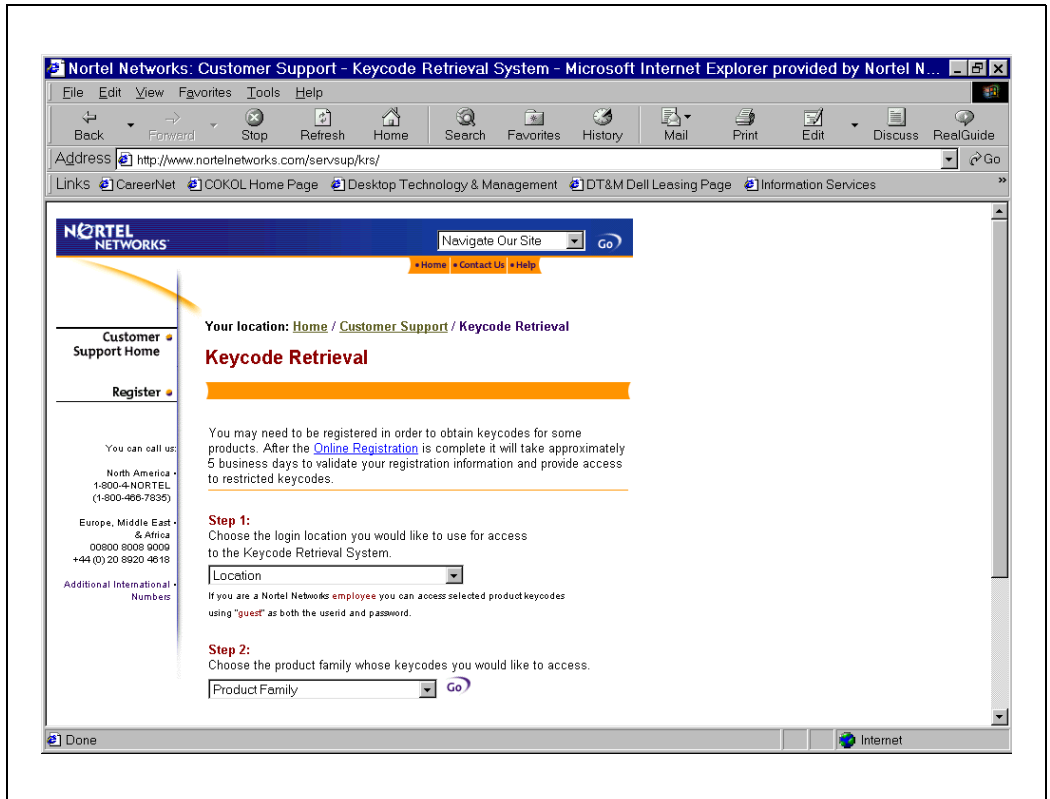 Nortel Networks: Customer Support - Keycode Retrieval System - Microsoft Internet Explorer provided by Nortel N...
File Edit View Favorites Tools Help
Back Forward Stop Refresh Home Search Favorites History Mail Print Edit Discuss RealGuide
Address http://www.nortelnetworks.com/servsup/krs/ Go
Links CareerNet COKOL Home Page Desktop Technology & Management DT&M Dell Leasing Page Information Services »
NORTEL
NETWORKS
Navigate Our Site GO
• Home • Contact Us • Help
Your location: Home / Customer Support / Keycode Retrieval
Customer
Support Home
Register
You can call us:
North America •
1-800-4-NORTEL
(1-800-466-7835)
Europe, Middle East •
& Africa
00800 8008 9009
+44 (0) 20 8920 4618
Additional International •
Numbers
Keycode Retrieval
You may need to be registered in order to obtain keycodes for some
products. After the Online Registration is complete it will take approximately
5 business days to validate your registration information and provide access
to restricted keycodes.
Step 1:
Choose the login location you would like to use for access
to the Keycode Retrieval System.
Location
If you are a Nortel Networks employee you can access selected product keycodes
using "guest" as both the userid and password.
Step 2:
Choose the product family whose keycodes you would like to access.
Product Family GO
Done Internet